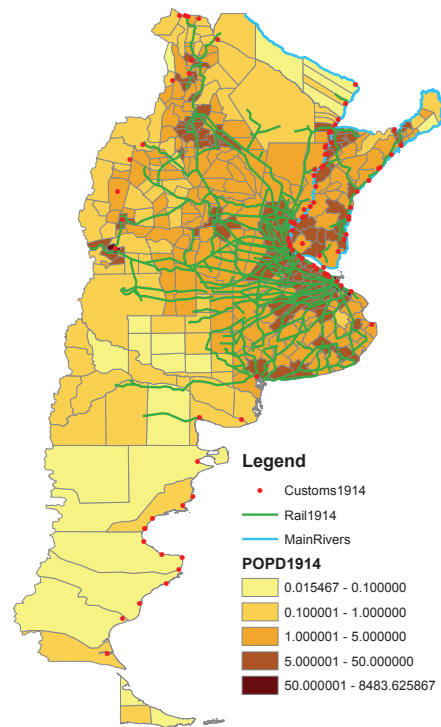 Legend
Customs1914
Rail1914
MainRivers
POPD1914
0.015467 - 0.100000
0.100001 - 1.000000
1.000001 - 5.000000
5.000001 - 50.000000
50.000001 - 8483.625867